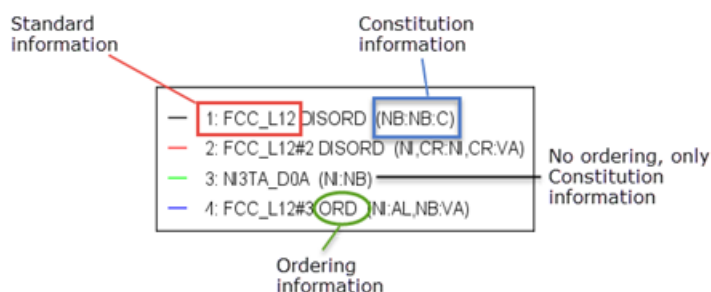 Standard
information
Constitution
information
1: FCC_L12 DISORD (NB:NB:C)
2: FCC_L12#2 DISORD (NI,CR:NI,CR:VA)
3: NI3TA_D0A (NI:NB)
4: FCC_L12#3 ORD (NI:AL,NB:VA)
No ordering, only
Constitution
information
Ordering
information